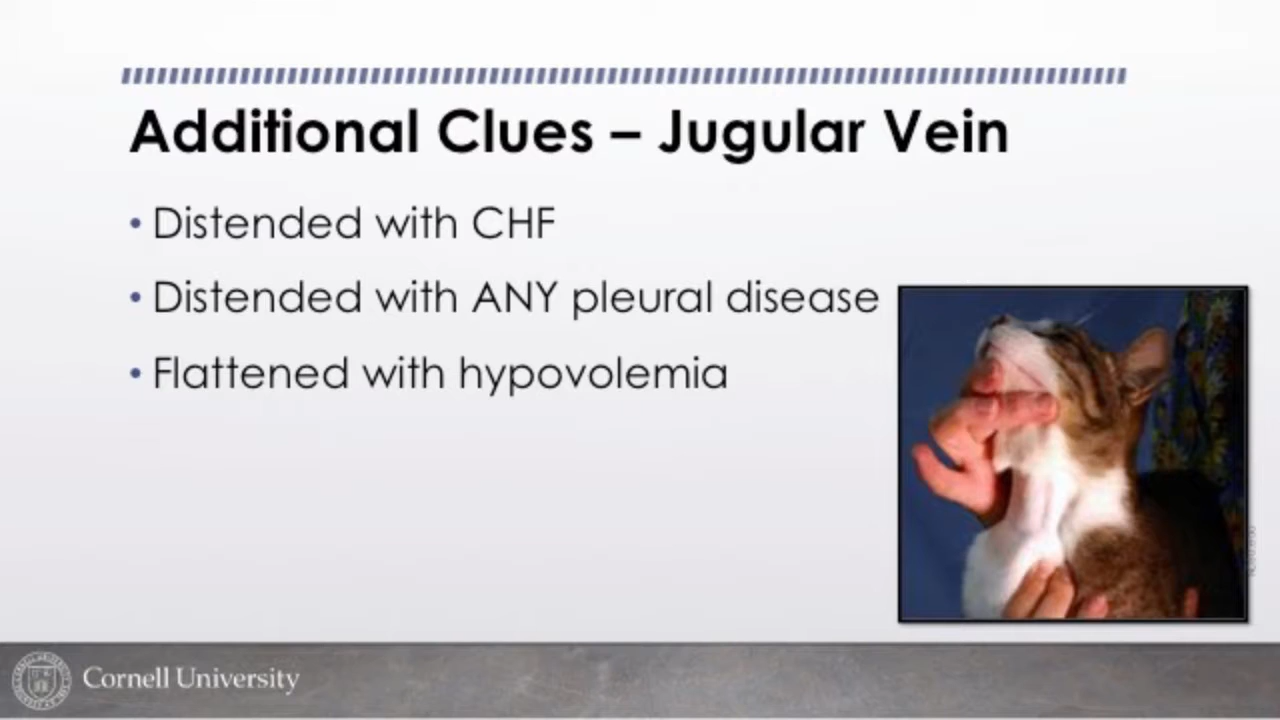 Additional Clues – Jugular Vein
• Distended with CHF
• Distended with ANY pleural disease
• Flattened with hypovolemia
Cornell University